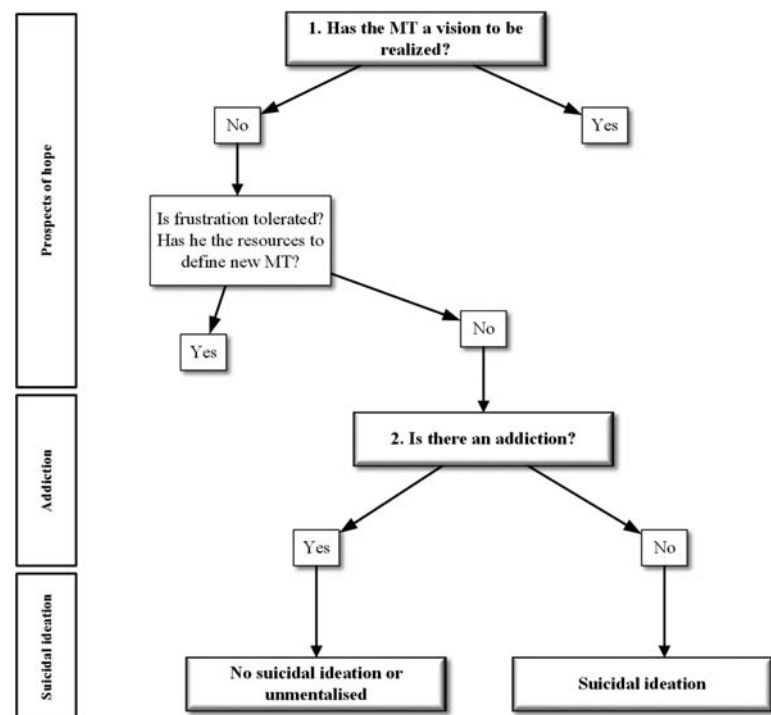 1. Has the MT a vision to be
realized?
No
Yes
Prospects of hope
Is frustration tolerated?
Has he the resources to
define new MT?
Yes
No
2. Is there an addiction?
Addiction
Yes
No
Suicidal ideation
No suicidal ideation or
unmentalised
Suicidal ideation